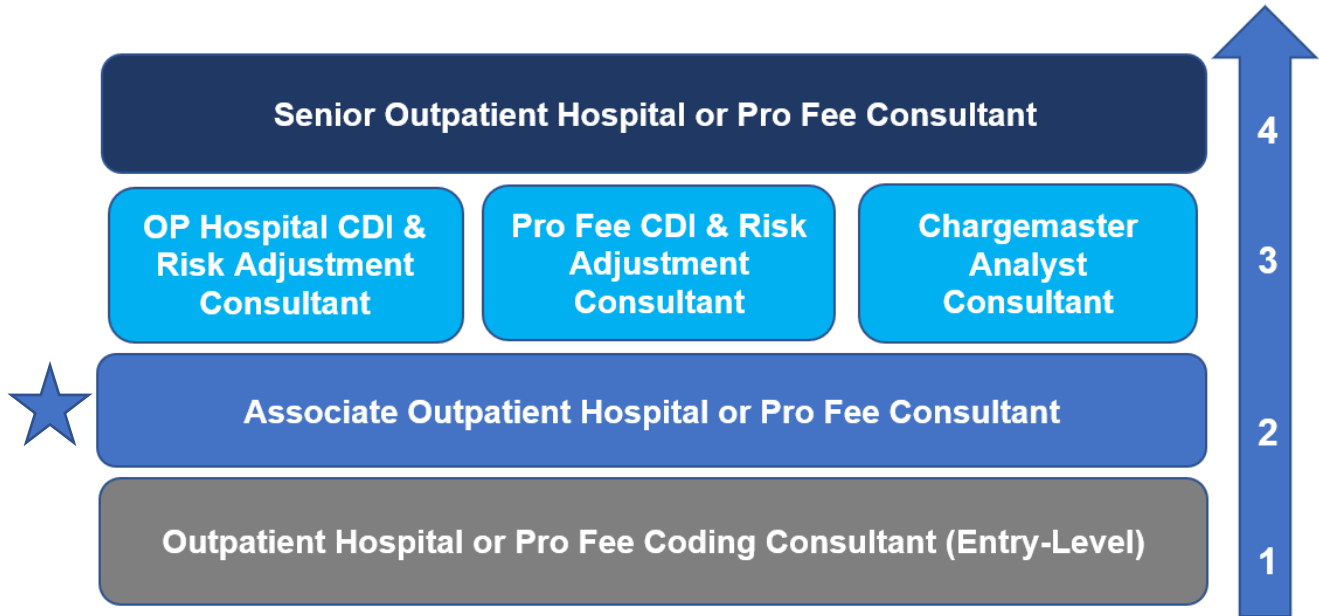 Senior Outpatient Hospital or Pro Fee Consultant
4
OP Hospital CDI &
Risk Adjustment
Consultant
Pro Fee CDI & Risk
Adjustment
Consultant
Chargemaster
Analyst
Consultant
3
Associate Outpatient Hospital or Pro Fee Consultant
2
Outpatient Hospital or Pro Fee Coding Consultant (Entry-Level)
1